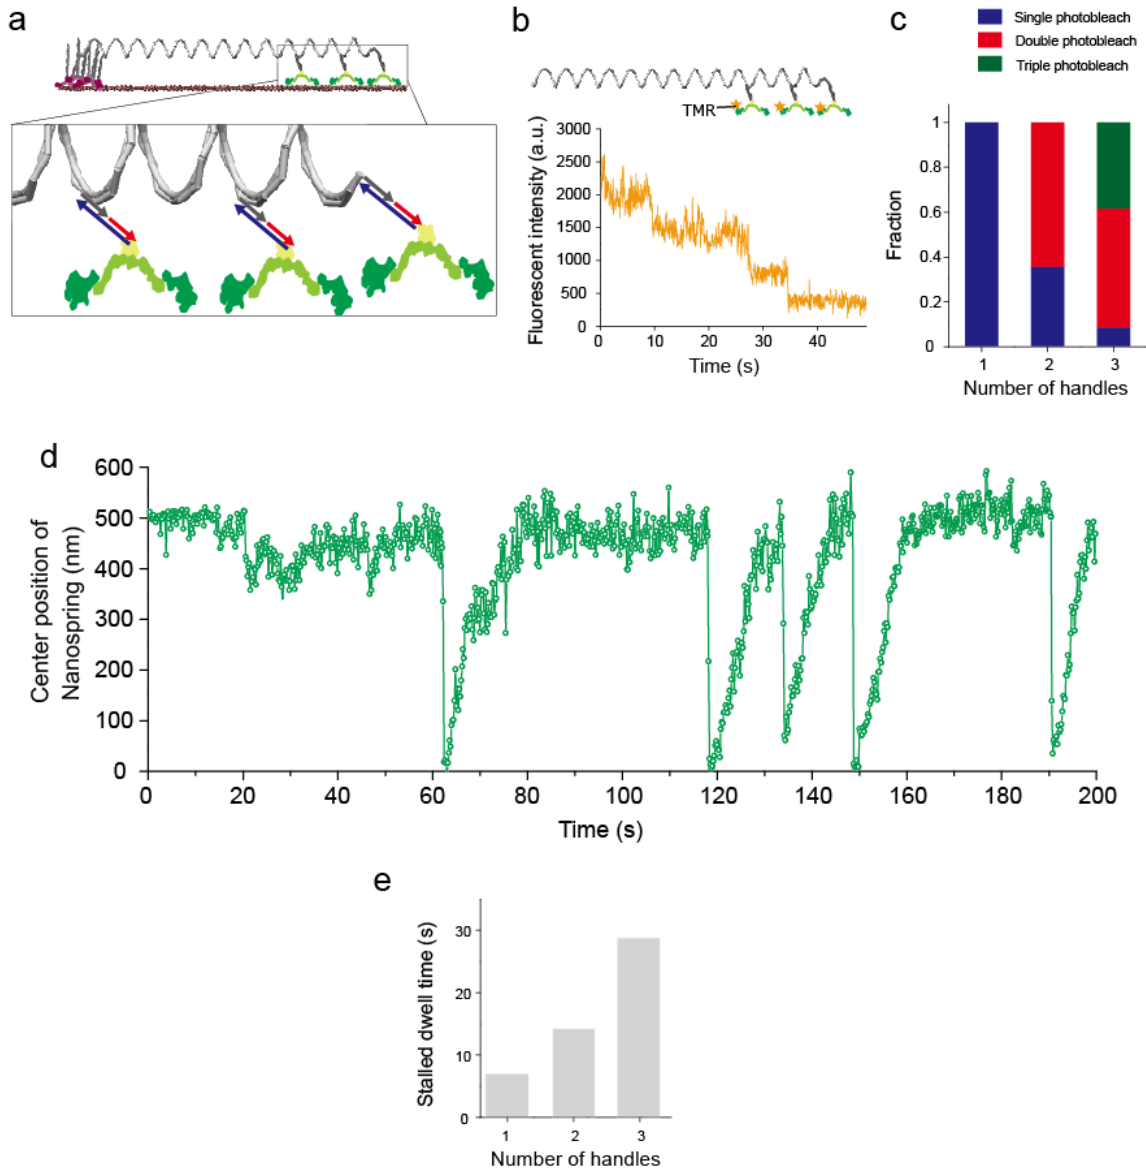 a
b
TMR
Fluorescent intensity (a.u.)
3000
2500
2000
1500
1000
500
0
0 10 20 30 40
Time (s)
c
Single photobleach
Double photobleach
Triple photobleach
Fraction
1
0.8
0.6
0.4
0.2
0
1 2 3
Number of handles
d
Center position of
Nanospring (nm)
600
500
400
300
200
100
0
0 20 40 60 80 100 120 140 160 180 200
Time (s)
e
Stalled dwell time (s)
30
20
10
0
1 2 3
Number of handles